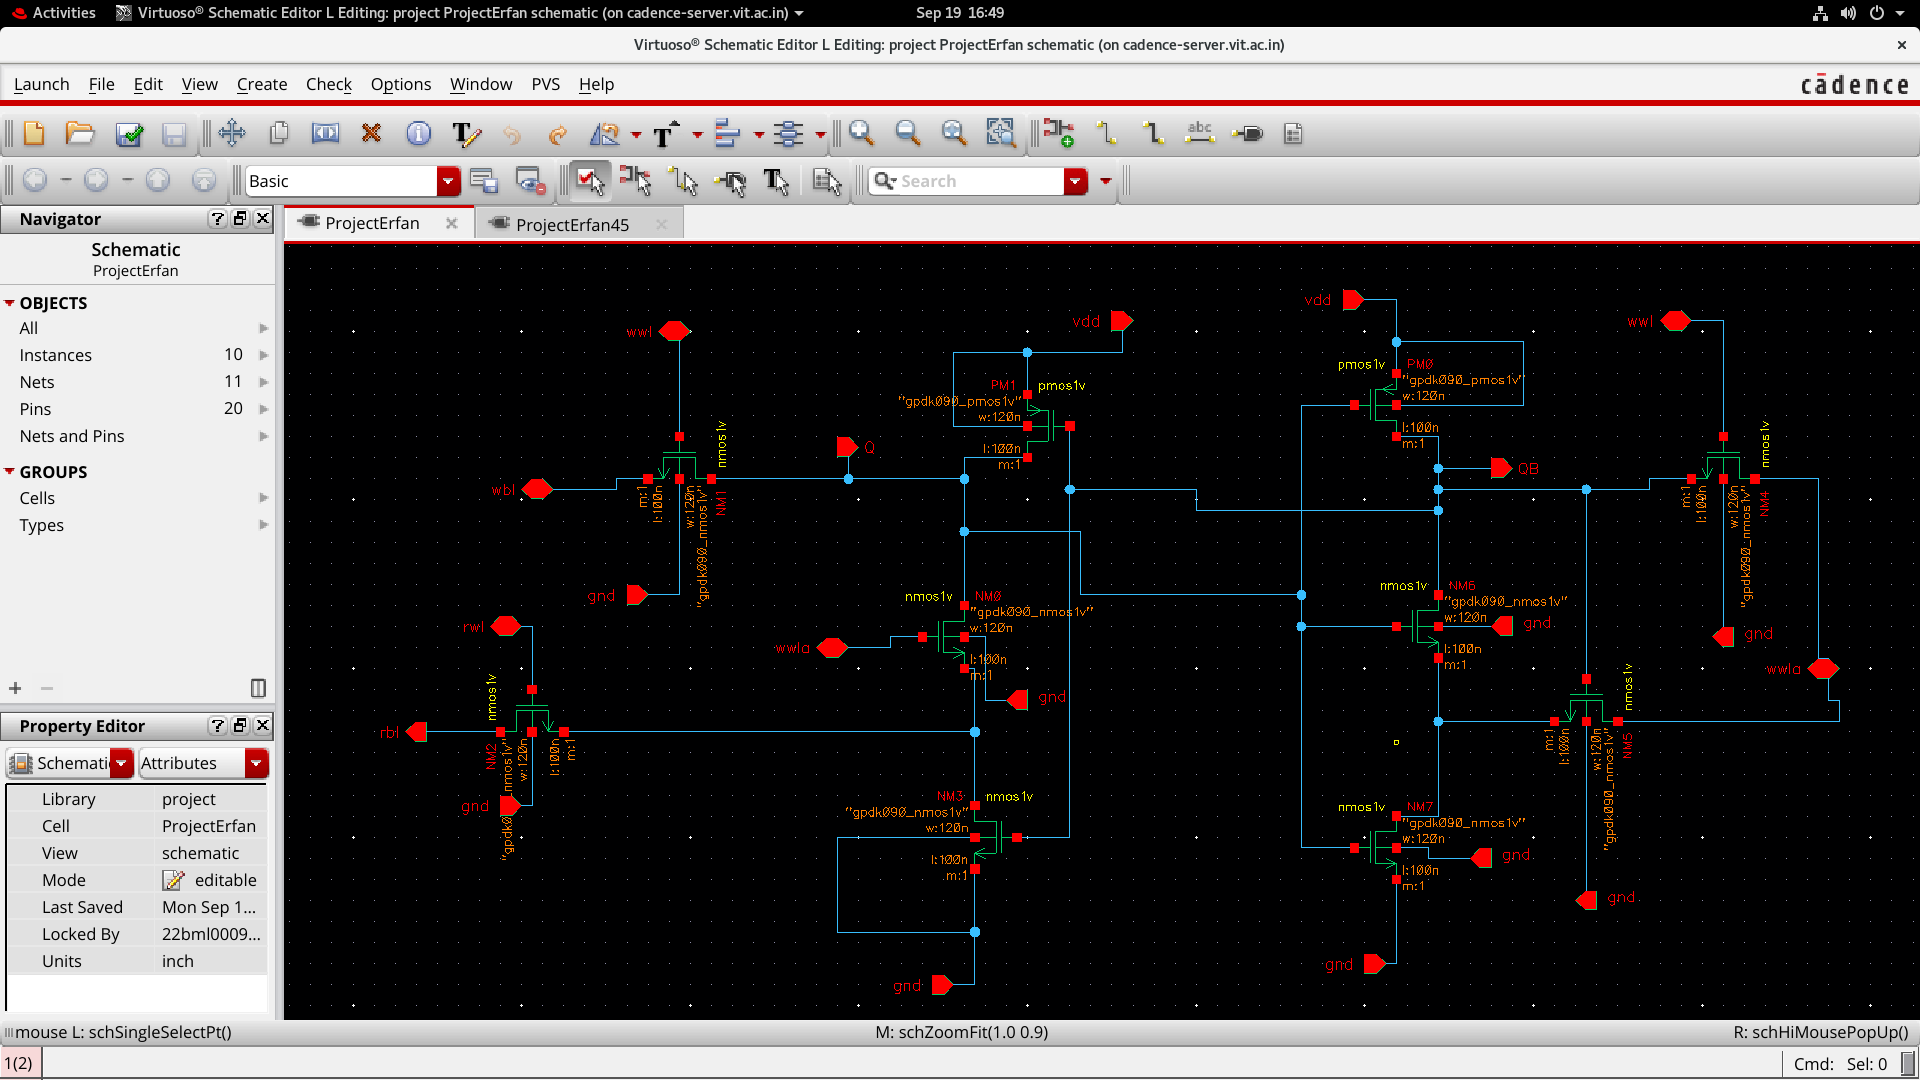 Activities
Virtuoso® Schematic Editor L Editing: project ProjectErfan schematic (on cadence-server.vit.ac.in)
Sep 19 16:49
Virtuoso® Schematic Editor L Editing: project ProjectErfan schematic (on cadence-server.vit.ac.in)
Launch File Edit View Create Check Options Window PVS Help
cādence
abc
Basic
Search
Navigator
ProjectErfan
ProjectErfan45
Schematic
ProjectErfan
OBJECTS
All
Instances 10
Nets 11
Pins 20
Nets and Pins
GROUPS
Cells
Types
Property Editor
Schemati
Attributes
Library project
Cell ProjectErfan
View schematic
Mode editable
Last Saved Mon Sep 1...
Locked By 22bml0009...
Units inch
wwl
vdd
vdd
wwl
PM1 pmos1v
"gpdk090_pmos1v"
w:120n
l:100n
m:1
pmos1v PM0
"gpdk090_pmos1v"
w:120n
l:100n
m:1
Q
QB
wbl
nmos1v
NM1
"gpdk090_nmos1v"
w:120n
l:100n
m:1
gnd
nmos1v
NM4
"gpdk090_nmos1v"
w:120n
l:100n
m:1
gnd
nmos1v NM0
"gpdk090_nmos1v"
w:120n
l:100n
m:1
wwla
gnd
nmos1v NM6
"gpdk090_nmos1v"
w:120n
l:100n
m:1
gnd
wwla
rwl
nmos1v
rbl
NM2
"gpdk090_nmos1v"
w:120n
l:100n
m:1
gnd
nmos1v
NM5
"gpdk090_nmos1v"
w:120n
l:100n
m:1
gnd
NM3 nmos1v
"gpdk090_nmos1v"
w:120n
l:100n
m:1
gnd
nmos1v NM7
"gpdk090_nmos1v"
w:120n
l:100n
m:1
gnd
gnd
mouse L: schSingleSelectPt()
M: schZoomFit(1.0 0.9)
R: schHiMousePopUp()
1(2)
Cmd: Sel: 0